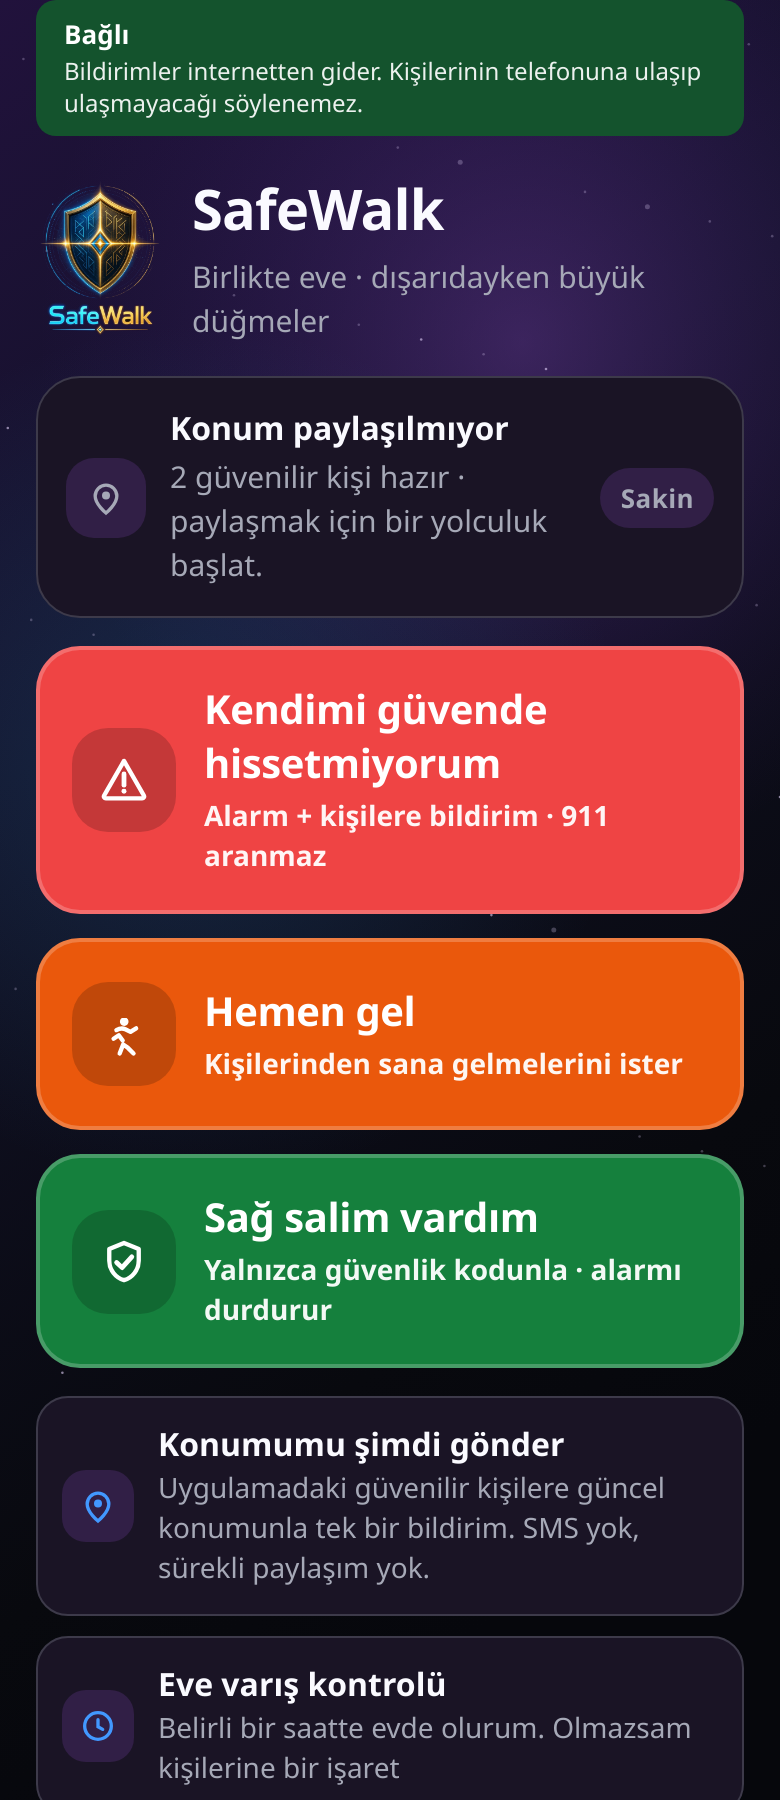 Bağlı
Bildirimler internetten gider. Kişilerinin telefonuna ulaşıp
ulaşmayacağı söylenemez.
SafeWalk
SafeWalk
Birlikte eve · dışarıdayken büyük
düğmeler
Konum paylaşılmıyor
2 güvenilir kişi hazır ·
paylaşmak için bir yolculuk
başlat.
Sakin
Kendimi güvende
hissetmiyorum
Alarm + kişilere bildirim · 911
aranmaz
Hemen gel
Kişilerinden sana gelmelerini ister
Sağ salim vardım
Yalnızca güvenlik kodunla · alarmı
durdurur
Konumumu şimdi gönder
Uygulamadaki güvenilir kişilere güncel
konumunla tek bir bildirim. SMS yok,
sürekli paylaşım yok.
Eve varış kontrolü
Belirli bir saatte evde olurum. Olmazsam
kişilerine bir işaret